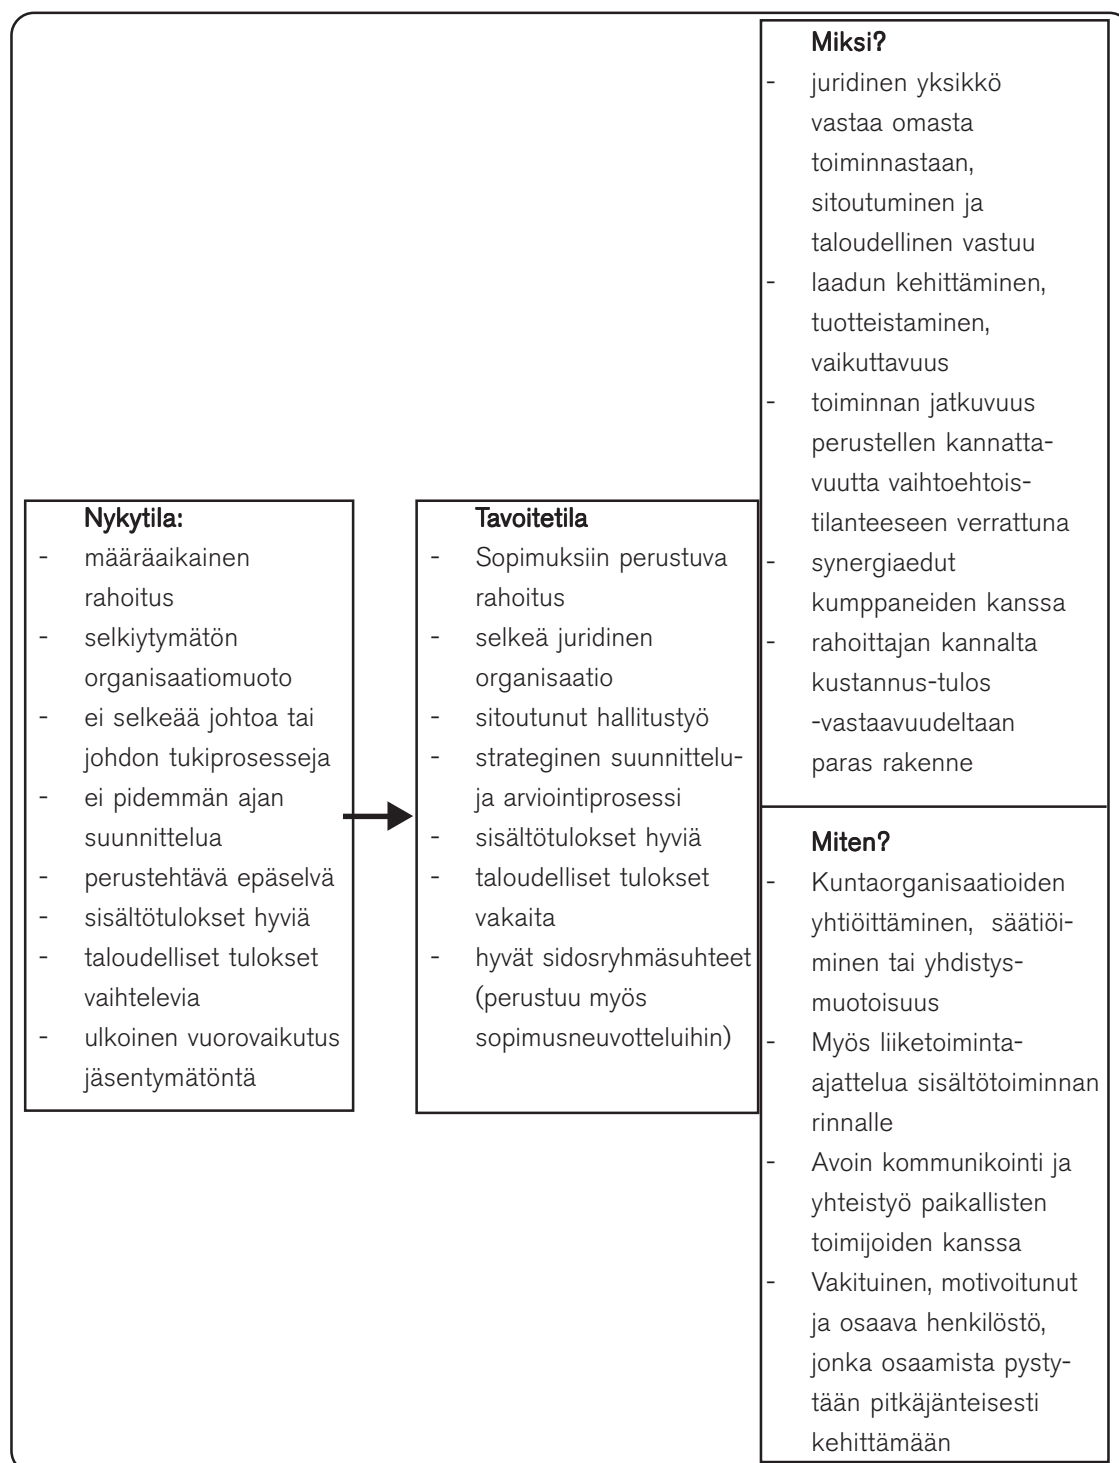 Nykytila:
- määräaikainen
rahoitus
- selkiytymätön
organisaatiomuoto
- ei selkeää johtoa tai
johdon tukiprosesseja
- ei pidemmän ajan
suunnittelua
- perustehtävä epäselvä
- sisältötulokset hyviä
- taloudelliset tulokset
vaihtelevia
- ulkoinen vuorovaikutus
jäsentymätöntä
Tavoitetila
- Sopimuksiin perustuva
rahoitus
- selkeä juridinen
organisaatio
- sitoutunut hallitustyö
- strateginen suunnittelu-
ja arviointiprosessi
- sisältötulokset hyviä
- taloudelliset tulokset
vakaita
- hyvät sidosryhmäsuhteet
(perustuu myös
sopimusneuvotteluihin)
Miksi?
- juridinen yksikkö
vastaa omasta
toiminnastaan,
sitoutuminen ja
taloudellinen vastuu
- laadun kehittäminen,
tuotteistaminen,
vaikuttavuus
- toiminnan jatkuvuus
perustellen kannatta-
vuutta vaihtoehtois-
tilanteeseen verrattuna
- synergiaedut
kumppaneiden kanssa
- rahoittajan kannalta
kustannus-tulos
-vastaavuudeltaan
paras rakenne
Miten?
- Kuntaorganisaatioiden
yhtiöittäminen, säätiöi-
minen tai yhdistys-
muotoisuus
- Myös liiketoiminta-
ajattelua sisältötoiminnan
rinnalle
- Avoin kommunikointi ja
yhteistyö paikallisten
toimijoiden kanssa
- Vakituinen, motivoitunut
ja osaava henkilöstö,
jonka osaamista pysty-
tään pitkäjänteisesti
kehittämään